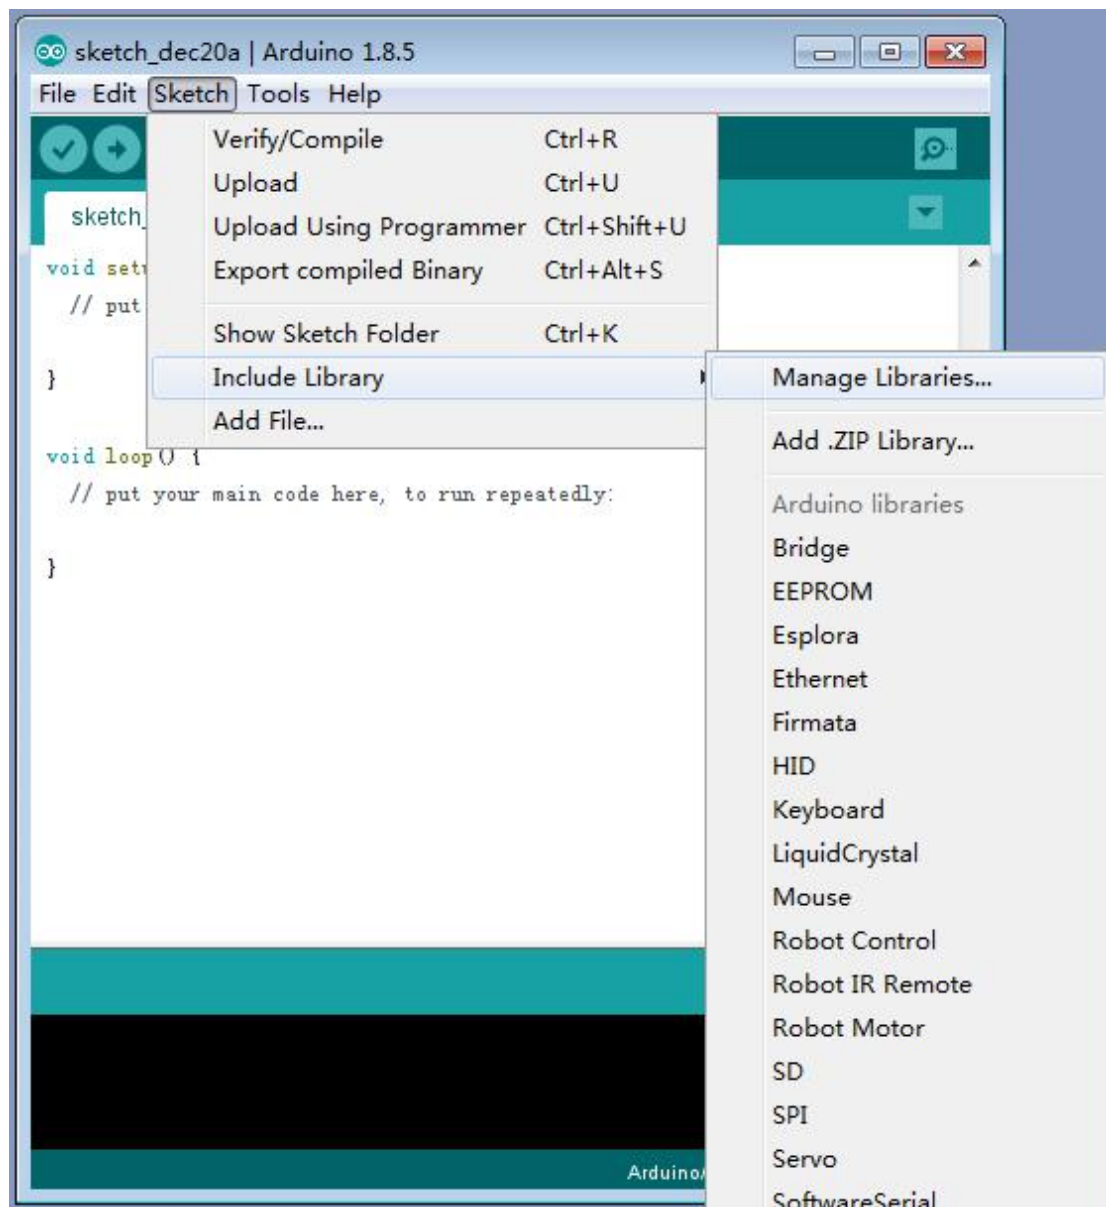 sketch_dec20a | Arduino 1.8.5
File Edit Sketch Tools Help
Verify/Compile Ctrl+R
Upload Ctrl+U
sketch_
Upload Using Programmer Ctrl+Shift+U
void setu
Export compiled Binary Ctrl+Alt+S
// put
Show Sketch Folder Ctrl+K
}
Include Library
Add File...
void loop() {
// put your main code here, to run repeatedly:
}
Manage Libraries...
Add .ZIP Library...
Arduino libraries
Bridge
EEPROM
Esplora
Ethernet
Firmata
HID
Keyboard
LiquidCrystal
Mouse
Robot Control
Robot IR Remote
Robot Motor
SD
SPI
Servo
SoftwareSerial
Arduino/